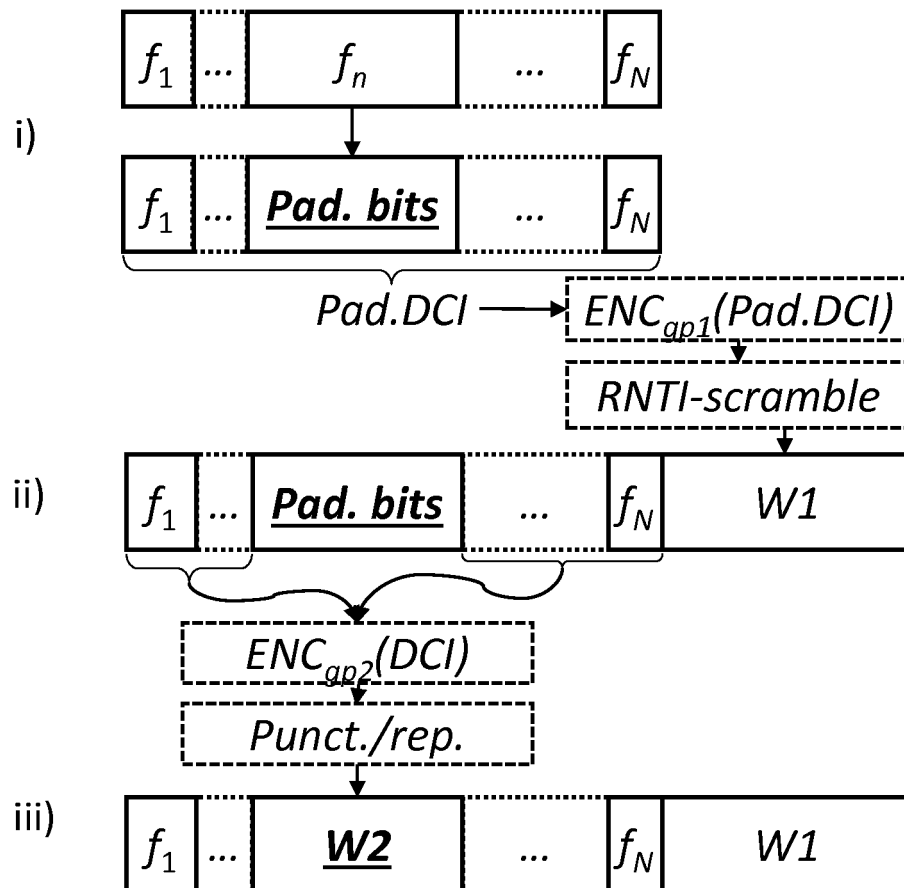 f1 ... fn ... fN
i)
f1 ... Pad. bits ... fN
Pad.DCI ENCgp1(Pad.DCI)
RNTI-scramble
ii) f1 ... Pad. bits ... fN W1
ENCgp2(DCI)
Punct./rep.
iii) f1 ... W2 ... fN W1